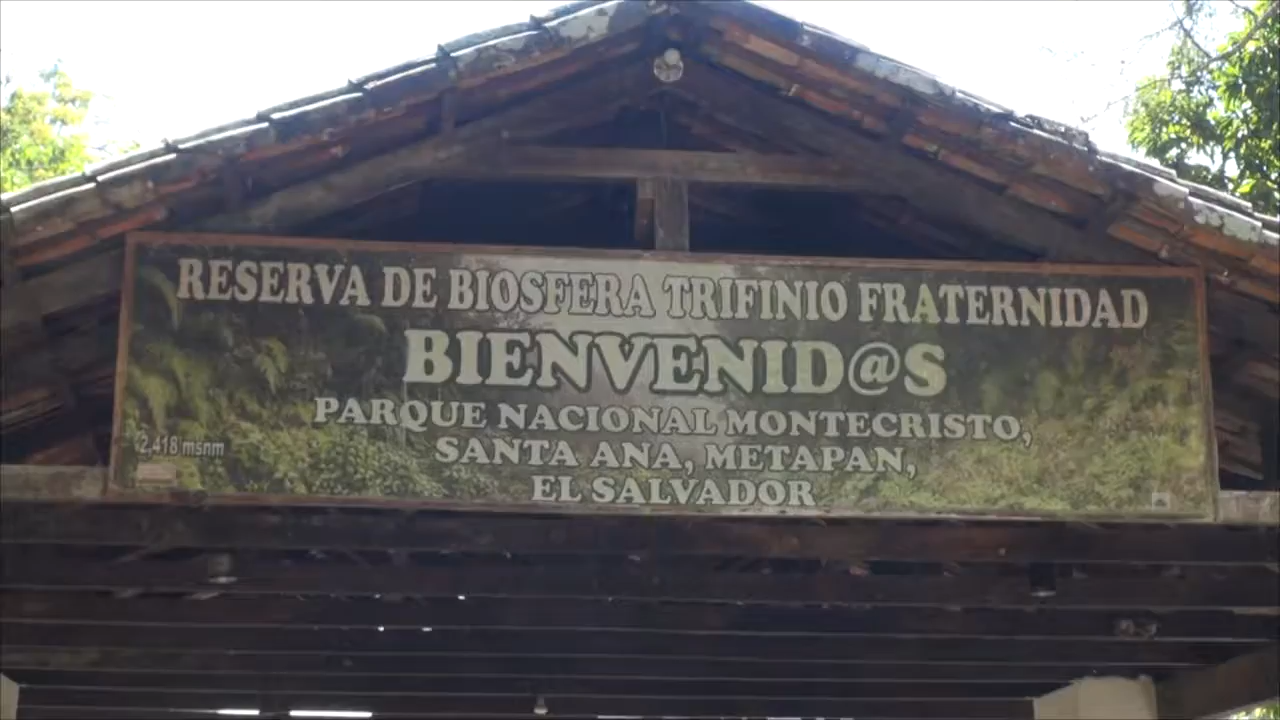 RESERVA DE BIOSFERA TRIFINIO FRATERNIDAD
BIENVENID@S
PARQUE NACIONAL MONTECRISTO,
SANTA ANA, METAPAN,
2,418 msnm
EL SALVADOR